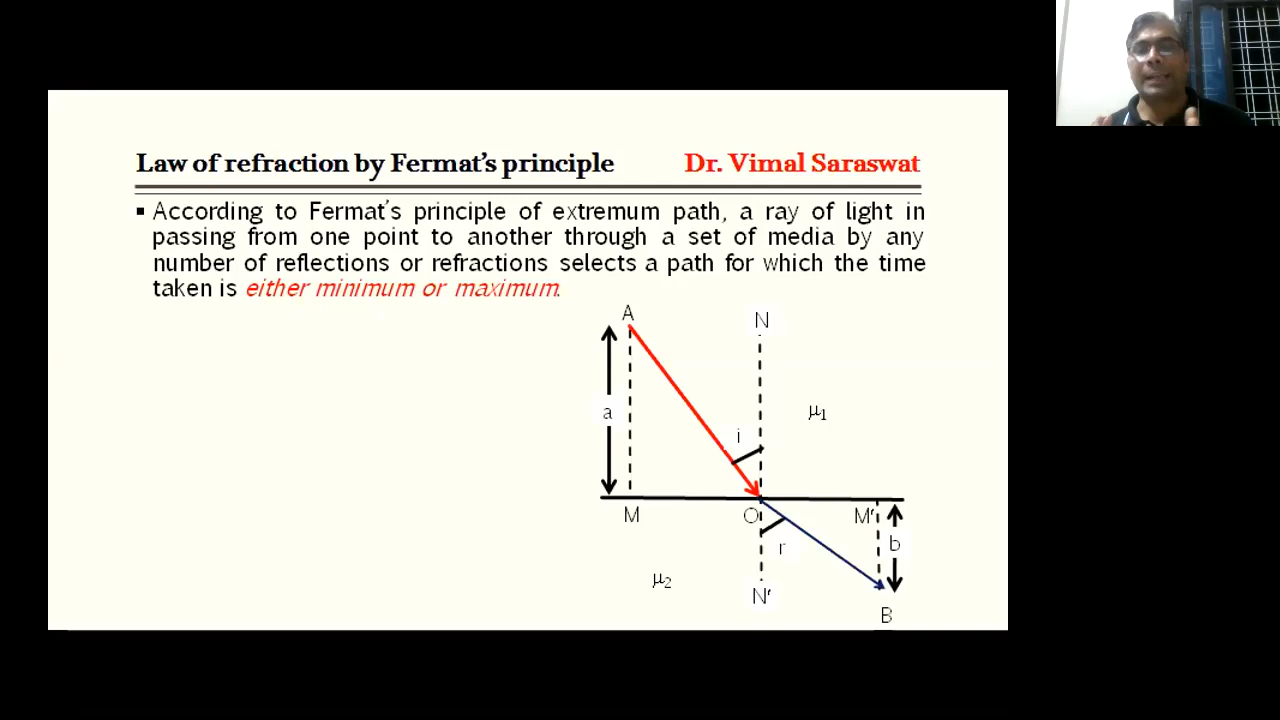 Law of refraction by Fermat's principle Dr. Vimal Saraswat
▪ According to Fermat's principle of extremum path, a ray of light in
passing from one point to another through a set of media by any
number of reflections or refractions selects a path for which the time
taken is either minimum or maximum.
A
N
a
μ1
i
M
O
M'
b
r
μ2
N'
B